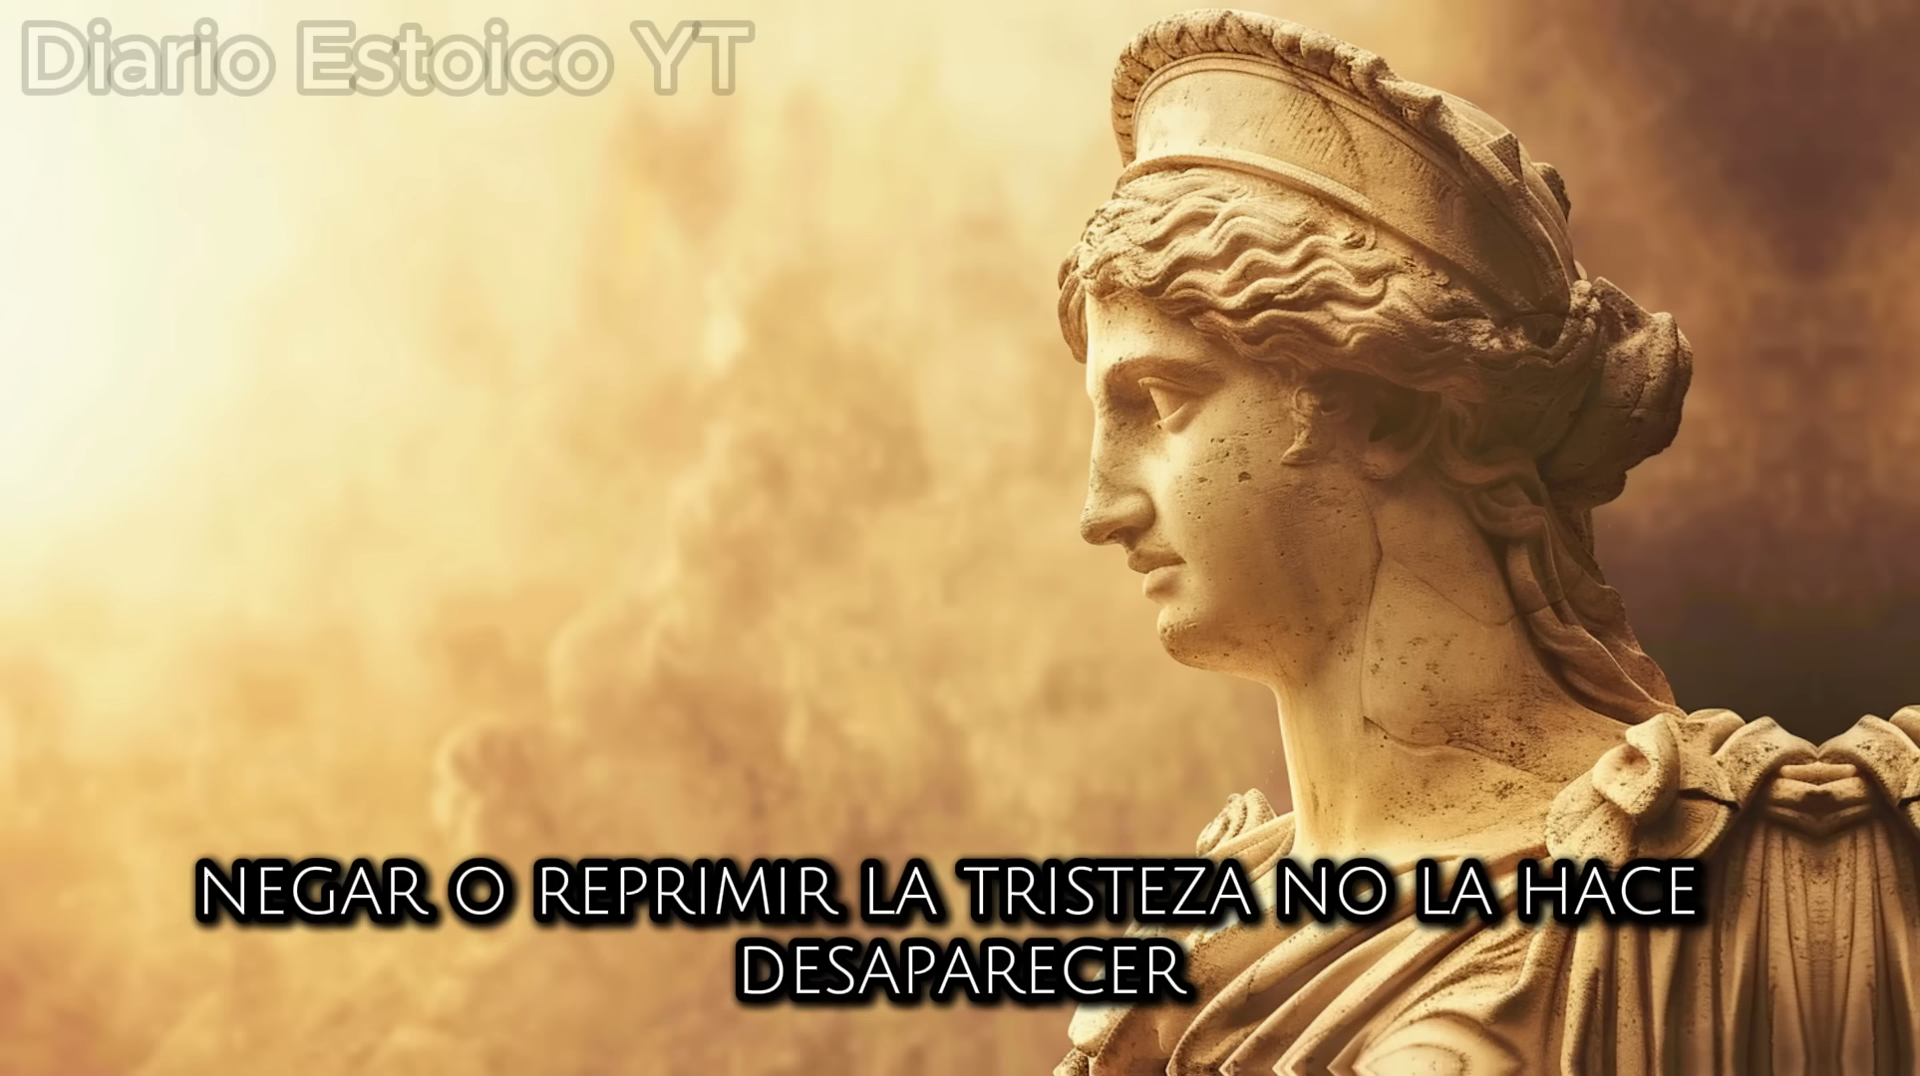 Diario Estoico YT
NEGAR O REPRIMIR LA TRISTEZA NO LA HACE
DESAPARECER